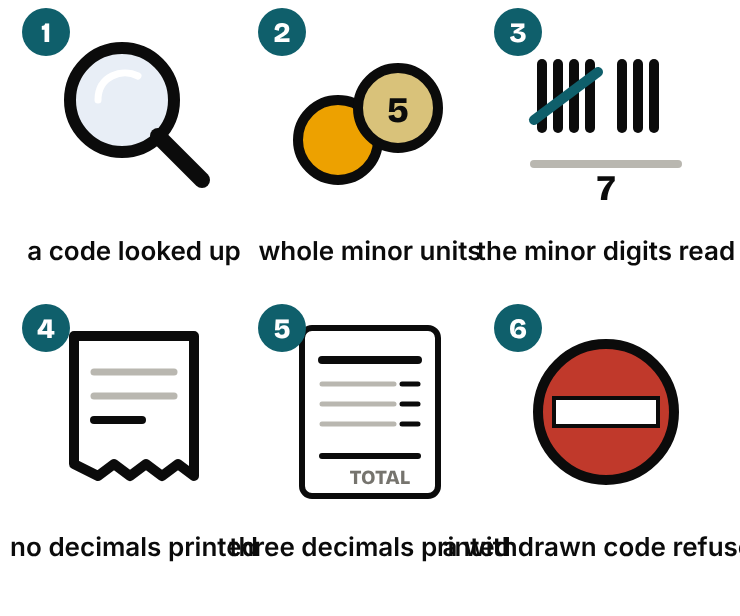 1
2
3
5
7
a code looked up
whole minor units
the minor digits read
4
5
6
TOTAL
no decimals printed
three decimals printed
a withdrawn code